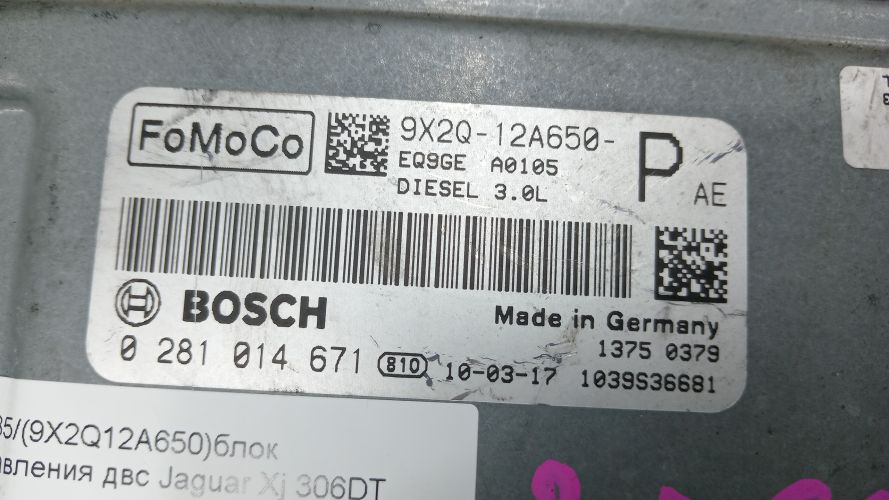 FoMoCo
9X2Q-12A650-
P AE
EQ9GE A0105
DIESEL 3.0L
BOSCH
Made in Germany
1375 0379
0 281 014 671 810 10-03-17 1039S36681
35/(9X2Q12A650)блок
вления двс Jaguar Xj 306DT